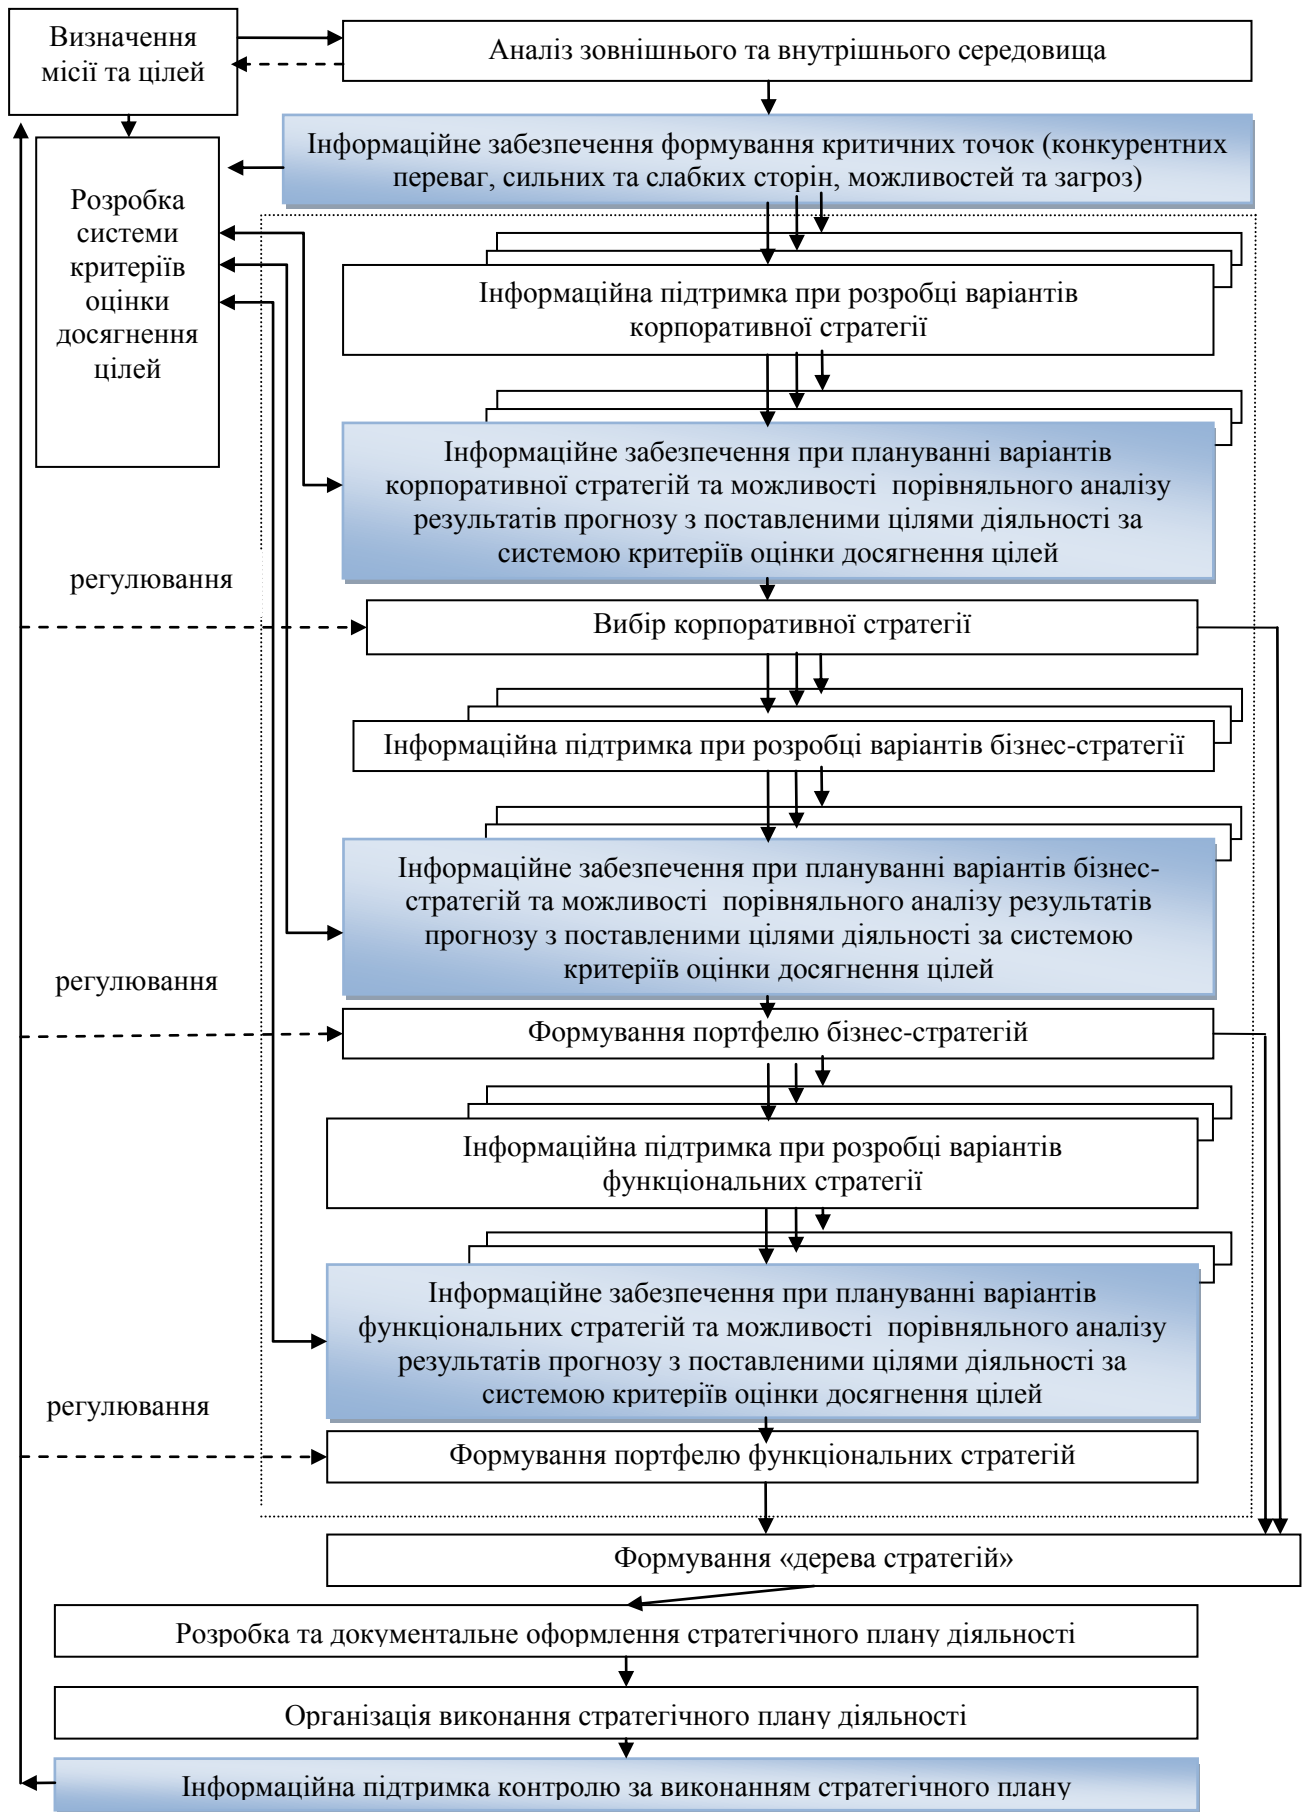 Визначення
місії та цілей
Аналіз зовнішнього та внутрішнього середовища
Інформаційне забезпечення формування критичних точок (конкурентних
переваг, сильних та слабких сторін, можливостей та загроз)
Розробка
системи
критеріїв
оцінки
досягнення
цілей
Інформаційна підтримка при розробці варіантів
корпоративної стратегії
Інформаційне забезпечення при плануванні варіантів
корпоративної стратегій та можливості порівняльного аналізу
результатів прогнозу з поставленими цілями діяльності за
системою критеріїв оцінки досягнення цілей
регулювання
Вибір корпоративної стратегії
Інформаційна підтримка при розробці варіантів бізнес-стратегії
Інформаційне забезпечення при плануванні варіантів бізнес-
стратегій та можливості порівняльного аналізу результатів
прогнозу з поставленими цілями діяльності за системою
критеріїв оцінки досягнення цілей
регулювання
Формування портфелю бізнес-стратегій
Інформаційна підтримка при розробці варіантів
функціональних стратегії
Інформаційне забезпечення при плануванні варіантів
функціональних стратегій та можливості порівняльного аналізу
результатів прогнозу з поставленими цілями діяльності за
системою критеріїв оцінки досягнення цілей
регулювання
Формування портфелю функціональних стратегій
Формування «дерева стратегій»
Розробка та документальне оформлення стратегічного плану діяльності
Організація виконання стратегічного плану діяльності
Інформаційна підтримка контролю за виконанням стратегічного плану